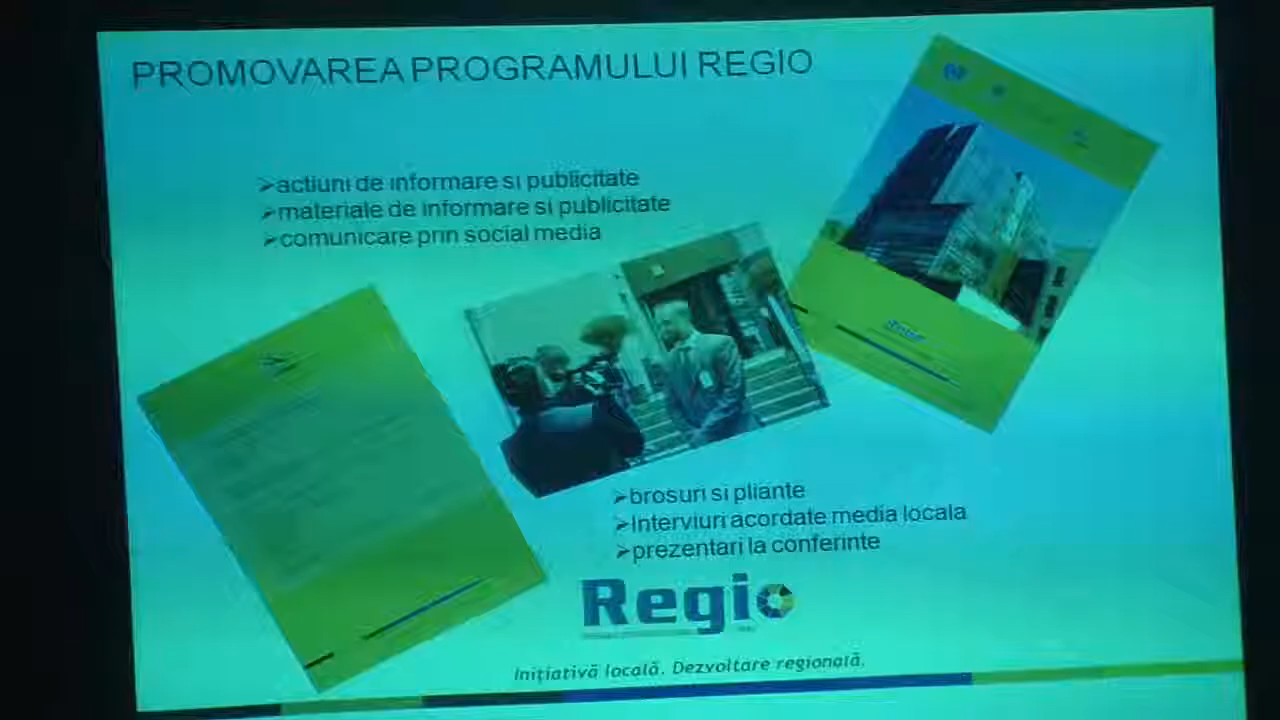 PROMOVAREA PROGRAMULUI REGIO
➢actiuni de informare si publicitate
➢materiale de informare si publicitate
➢comunicare prin social media
➢brosuri si pliante
➢Interviuri acordate media locala
➢prezentari la conferinte
Regio
Inițiativă locală. Dezvoltare regională.